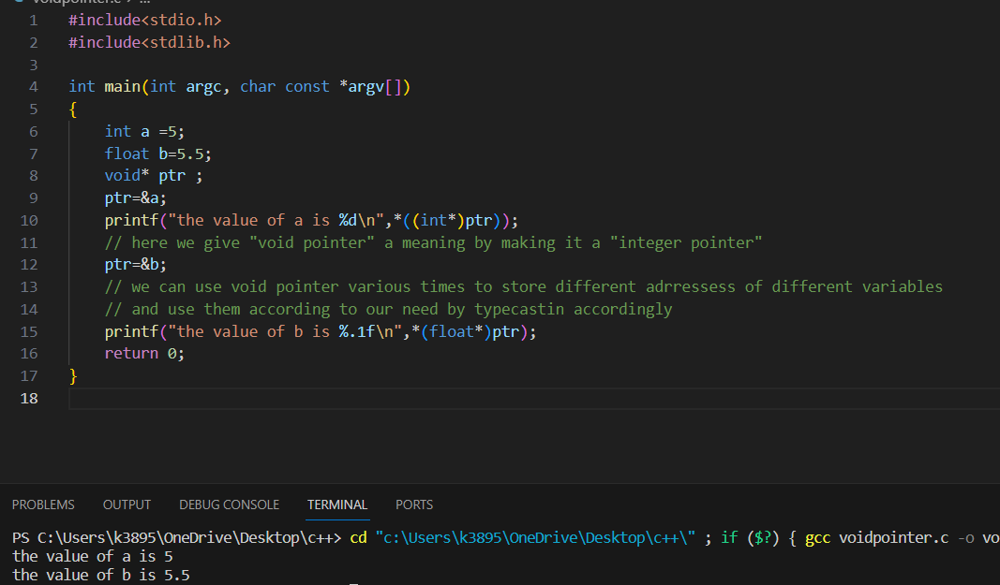 voidpointer.c > ...
1 #include<stdio.h>
2 #include<stdlib.h>
3
4 int main(int argc, char const *argv[])
5 {
6 int a =5;
7 float b=5.5;
8 void* ptr ;
9 ptr=&a;
10 printf("the value of a is %d\n",*((int*)ptr));
11 // here we give "void pointer" a meaning by making it a "integer pointer"
12 ptr=&b;
13 // we can use void pointer various times to store different adrressess of different variables
14 // and use them according to our need by typecastin accordingly
15 printf("the value of b is %.1f\n",*(float*)ptr);
16 return 0;
17 }
18
PROBLEMS OUTPUT DEBUG CONSOLE TERMINAL PORTS
PS C:\Users\k3895\OneDrive\Desktop\c++> cd "c:\Users\k3895\OneDrive\Desktop\c++\" ; if ($?) { gcc voidpointer.c -o vo
the value of a is 5
the value of b is 5.5